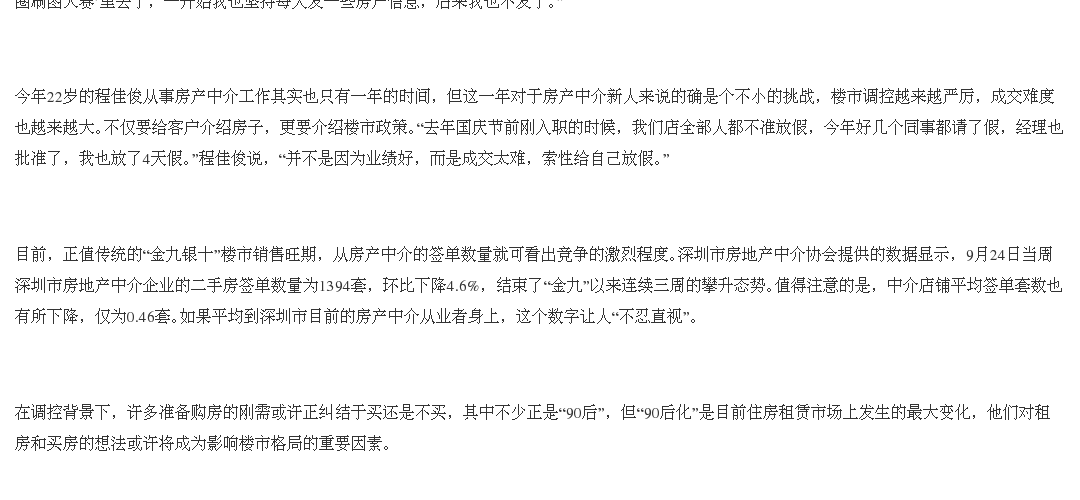 圈刷图大赛’里去了，一开始我也坚持每天发一些房产信息，后来我也不发了。”
今年22岁的程佳俊从事房产中介工作其实也只有一年的时间，但这一年对于房产中介新人来说的确是个不小的挑战，楼市调控越来越严厉，成交难度
也越来越大。不仅要给客户介绍房子，更要介绍楼市政策。“去年国庆节前刚入职的时候，我们店全部人都不准放假，今年好几个同事都请了假，经理也
批准了，我也放了4天假。”程佳俊说，“并不是因为业绩好，而是成交太难，索性给自己放假。”
目前，正值传统的“金九银十”楼市销售旺期，从房产中介的签单数量就可看出竞争的激烈程度。深圳市房地产中介协会提供的数据显示，9月24日当周
深圳市房地产中介企业的二手房签单数量为1394套，环比下降4.6%，结束了“金九”以来连续三周的攀升态势。值得注意的是，中介店铺平均签单套数也
有所下降，仅为0.46套。如果平均到深圳市目前的房产中介从业者身上，这个数字让人“不忍直视”。
在调控背景下，许多准备购房的刚需或许正纠结于买还是不买，其中不少正是“90后”，但“90后化”是目前住房租赁市场上发生的最大变化，他们对租
房和买房的想法或许将成为影响楼市格局的重要因素。